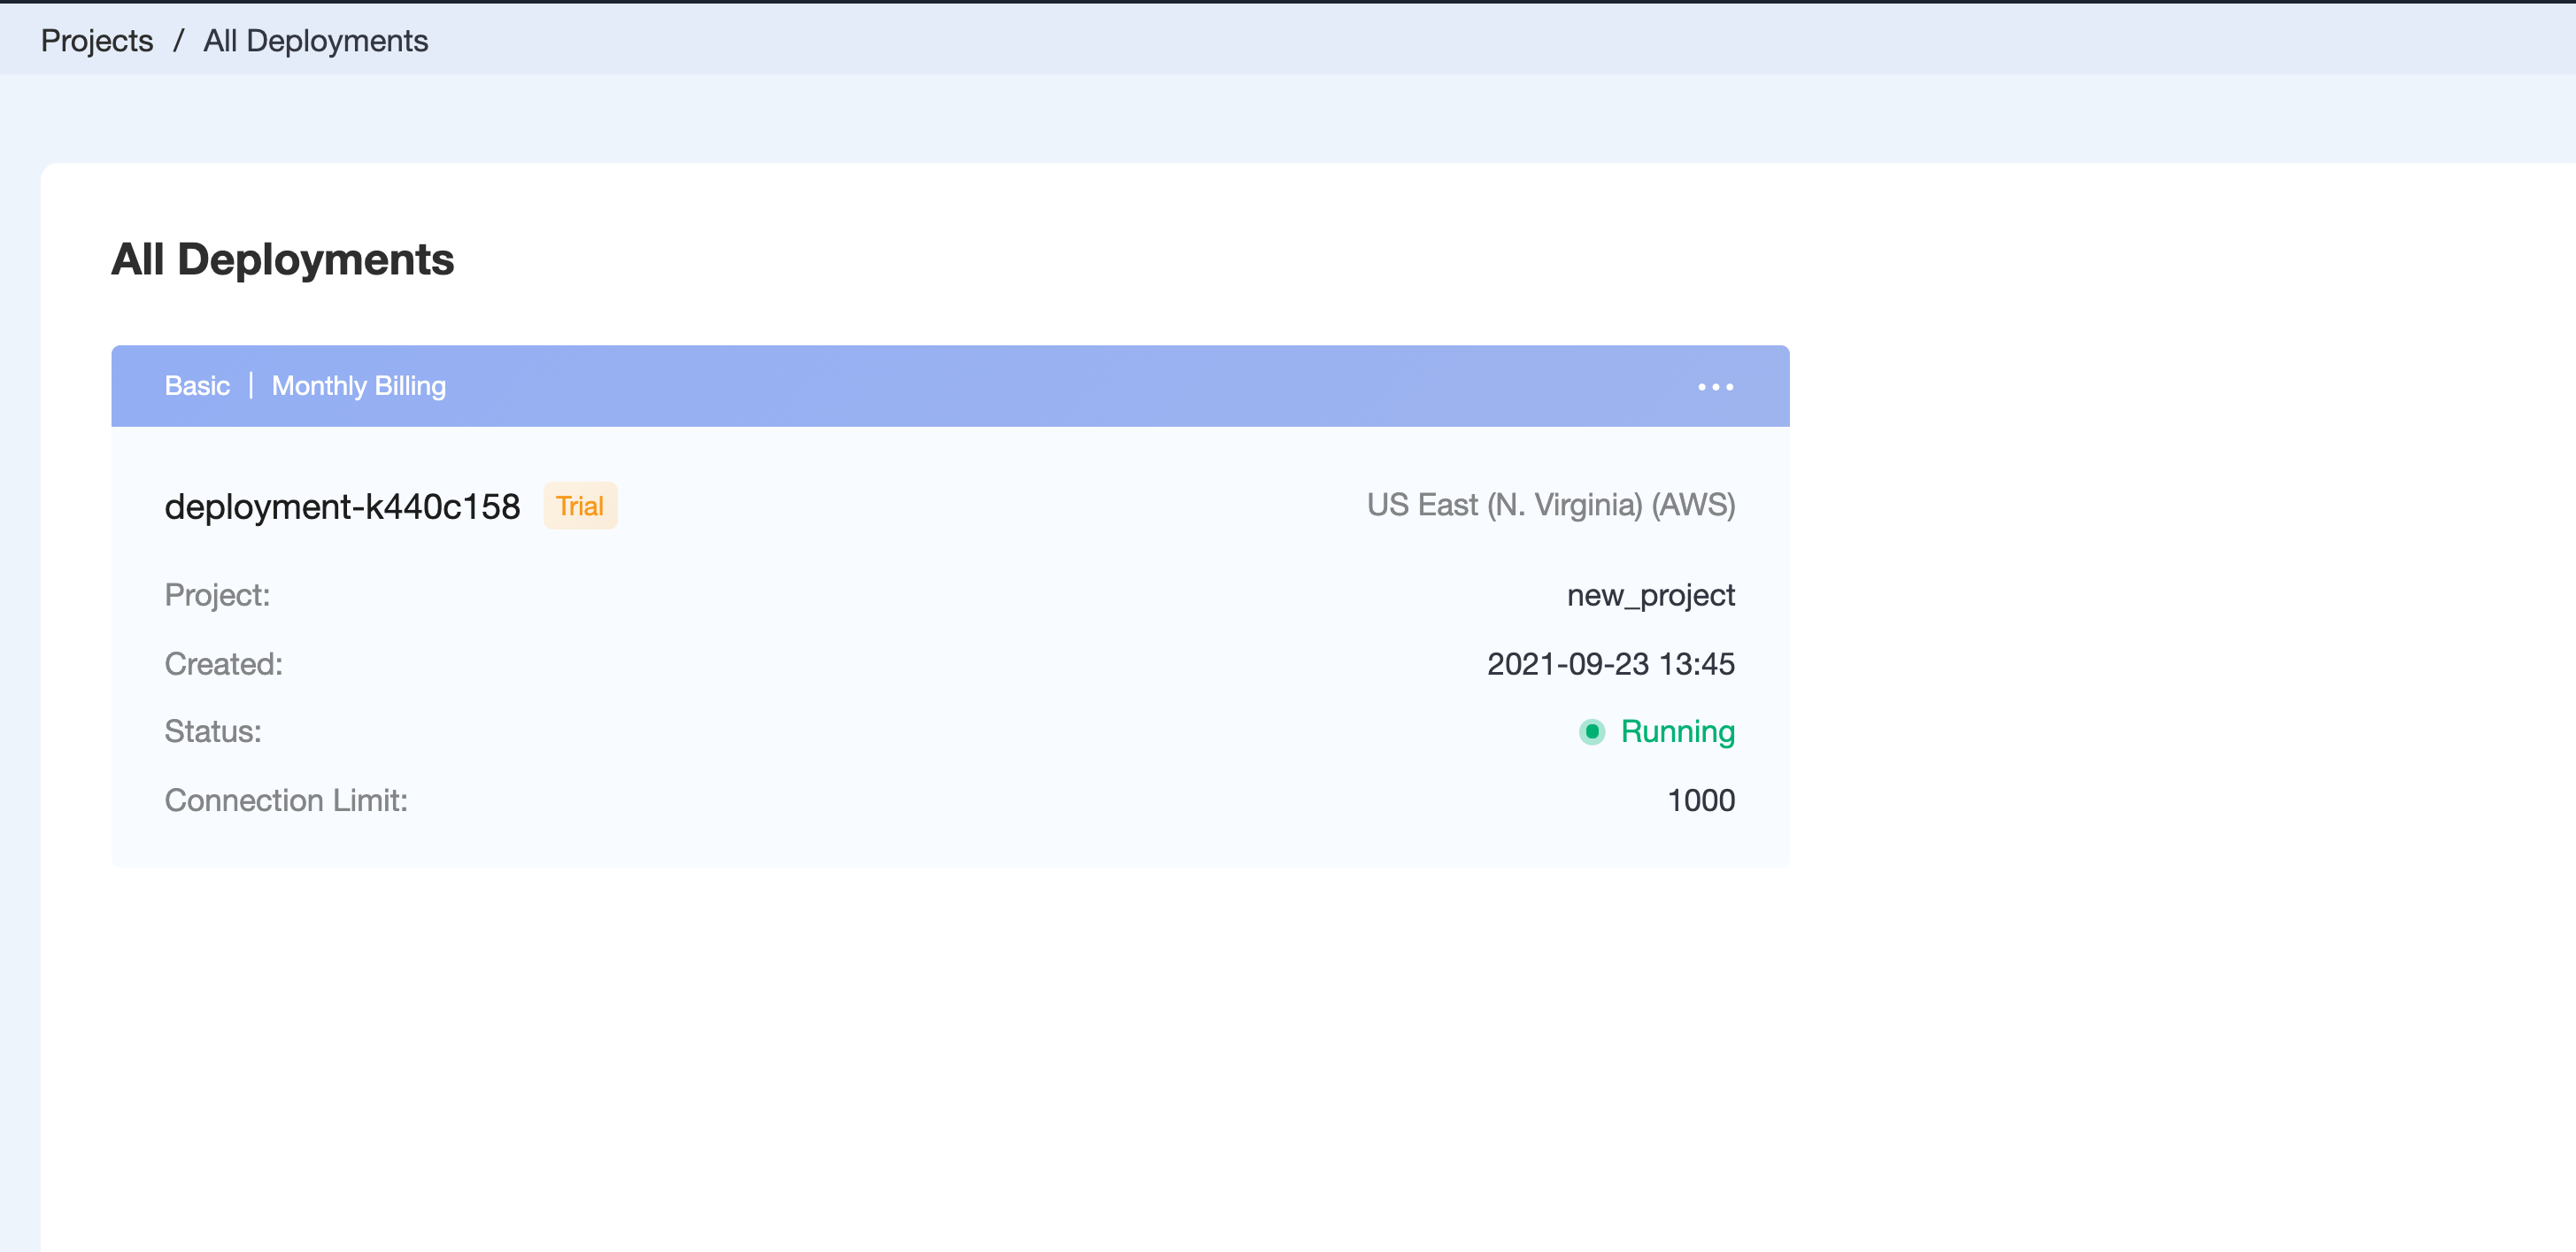 Projects / All Deployments
All Deployments
Basic | Monthly Billing
deployment-k440c158 Trial US East (N. Virginia) (AWS)
Project: new_project
Created: 2021-09-23 13:45
Status: Running
Connection Limit: 1000